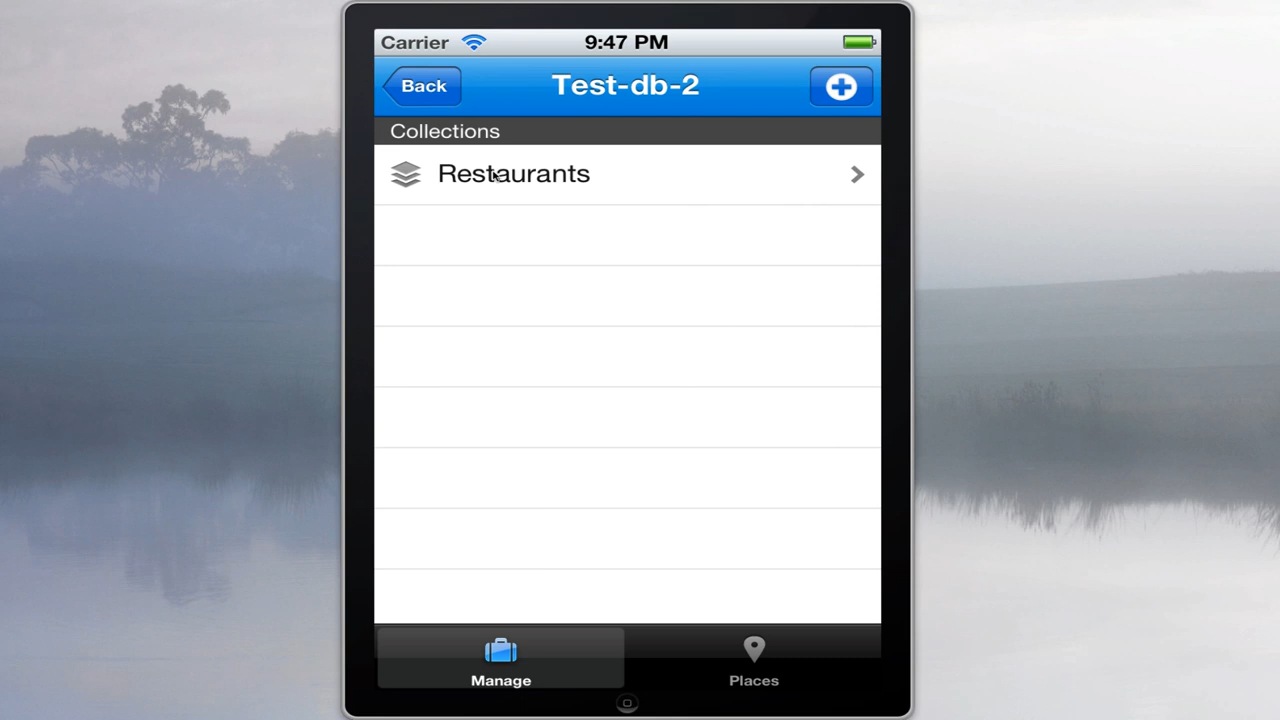 Carrier 9:47 PM
Back Test-db-2
Collections
Restaurants
Manage Places